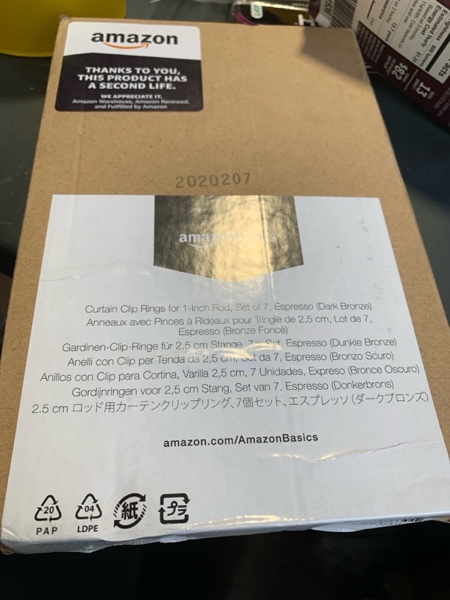 amazon
THANKS TO YOU,
THIS PRODUCT HAS
A SECOND LIFE.
WE APPRECIATE IT.
Amazon Warehouse, Amazon Renewed,
and Fulfilled by Amazon
2020207
amazonbasics
Curtain Clip Rings for 1-Inch Rod, Set of 7, Espresso (Dark Bronze)
Anneaux avec Pinces à Rideaux pour Tringle de 2,5 cm, Lot de 7,
Espresso (Bronze Foncé)
Gardinen-Clip-Ringe für 2,5 cm Stange, 7er Set, Espresso (Dunkle Bronze)
Anelli con Clip per Tenda da 2,5 cm, set da 7, Espresso (Bronzo Scuro)
Anillos con Clip para Cortina, Varilla 2,5 cm, 7 Unidades, Expreso (Bronce Oscuro)
Gordijnringen voor 2,5 cm Stang, Set van 7, Espresso (Donkerbrons)
2.5 cm ロッド用カーテンクリップリング、7個セット、エスプレッソ (ダークブロンズ)
amazon.com/AmazonBasics
20
PAP
04
LDPE
紙
プラ